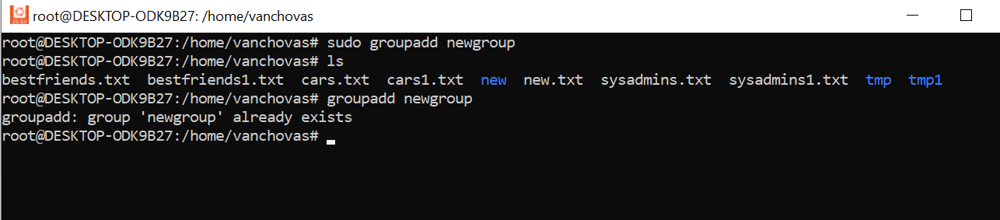 root@DESKTOP-ODK9B27: /home/vanchovas
root@DESKTOP-ODK9B27:/home/vanchovas# sudo groupadd newgroup
root@DESKTOP-ODK9B27:/home/vanchovas# ls
bestfriends.txt  bestfriends1.txt  cars.txt  cars1.txt  new  new.txt  sysadmins.txt  sysadmins1.txt  tmp  tmp1
root@DESKTOP-ODK9B27:/home/vanchovas# groupadd newgroup
groupadd: group 'newgroup' already exists
root@DESKTOP-ODK9B27:/home/vanchovas#